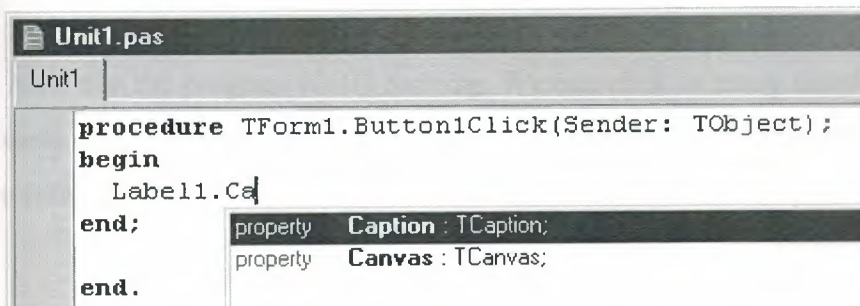 Unit1.pas
Unit1
procedure TForm1.Button1Click(Sender: TObject);
begin
Label1.Ca
end;
property Caption : TCaption;
property Canvas : TCanvas;
end.